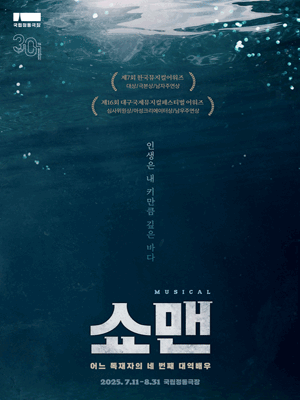 국립정동극장
30
제7회 한국뮤지컬어워즈
대상/극본상/남자주연상
제16회 대구국제뮤지컬페스티벌 어워즈
심사위원상/아성크리에이터상/남우주연상
인생은 내 키만큼 깊은 바다
MUSICAL
쇼맨
어느 독재자의 네 번째 대역배우
2025. 7.11-8.31 국립정동극장